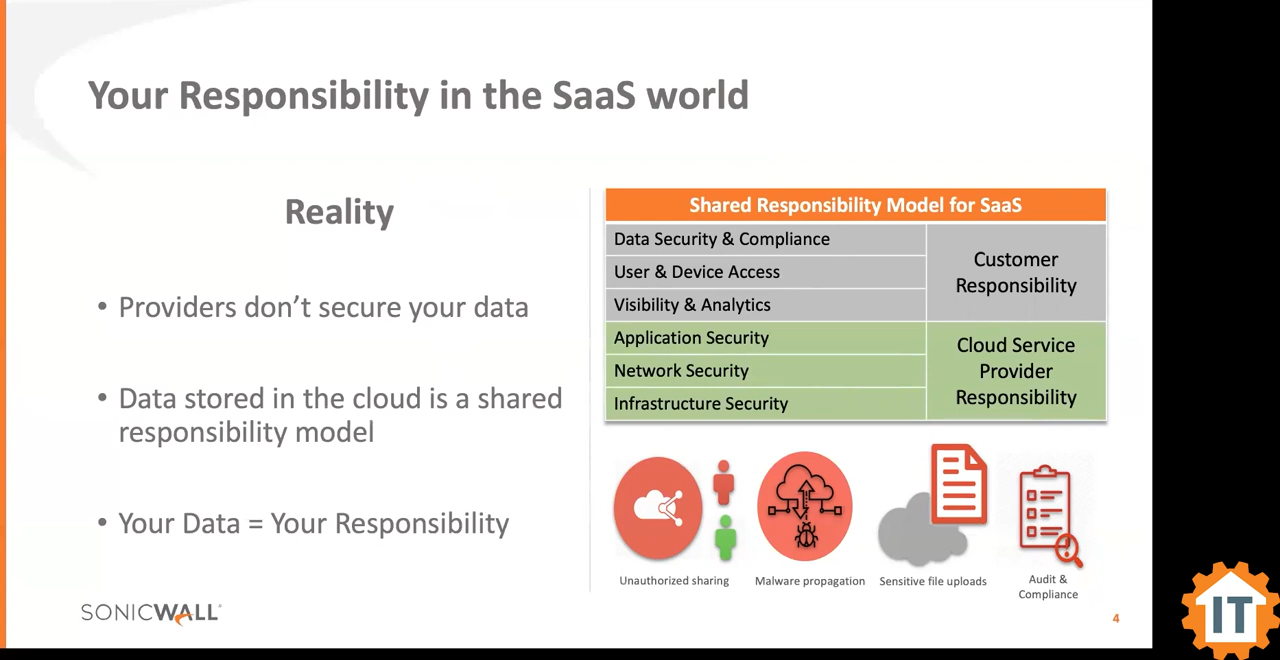 Your Responsibility in the SaaS world
Reality
• Providers don’t secure your data
• Data stored in the cloud is a shared
responsibility model
• Your Data = Your Responsibility
Shared Responsibility Model for SaaS
Data Security & Compliance
User & Device Access
Visibility & Analytics
Customer
Responsibility
Application Security
Network Security
Infrastructure Security
Cloud Service
Provider
Responsibility
Unauthorized sharing
Malware propagation
Sensitive file uploads
Audit &
Compliance
SONICWALL
4
IT